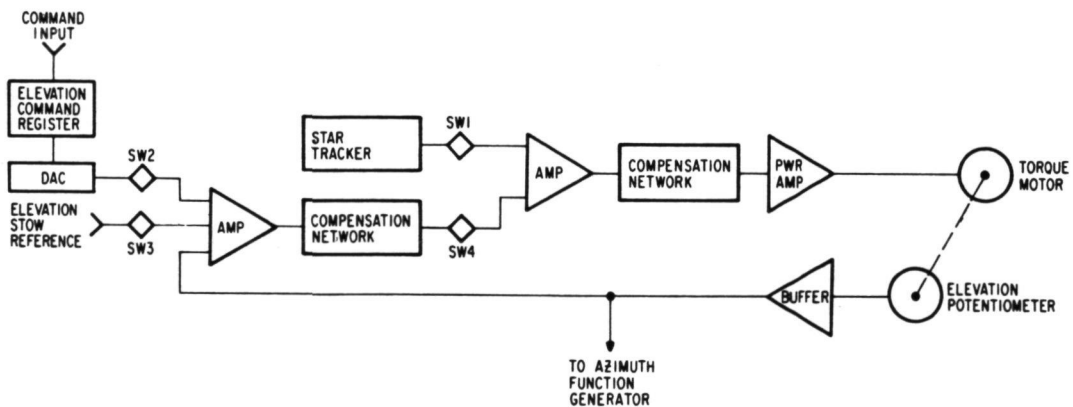 COMMAND
INPUT
ELEVATION
COMMAND
REGISTER
DAC
SW2
ELEVATION
STOW
REFERENCE
SW3
AMP
STAR
TRACKER
SW1
COMPENSATION
NETWORK
SW4
AMP
COMPENSATION
NETWORK
PWR
AMP
TORQUE
MOTOR
BUFFER
ELEVATION
POTENTIOMETER
TO AZIMUTH
FUNCTION
GENERATOR